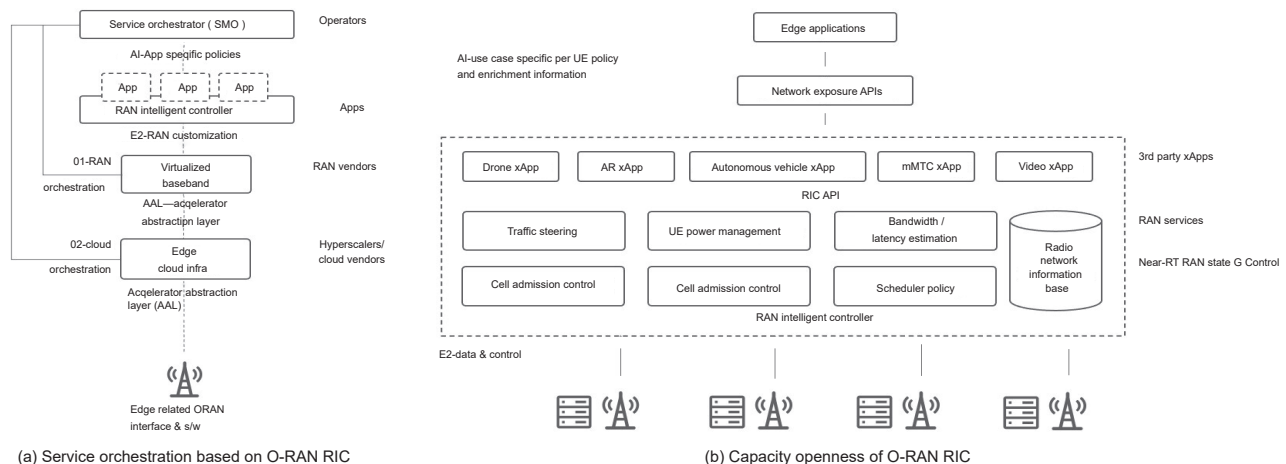 Service orchestrator ( SMO )
Operators
AI-App specific policies
App
App
App
RAN intelligent controller
Apps
E2-RAN customization
01-RAN
orchestration
Virtualized
baseband
RAN vendors
AAL—accelerator
abstraction layer
02-cloud
orchestration
Edge
cloud infra
Hyperscalers/
cloud vendors
Acqelerator abstraction
layer (AAL)
Edge related ORAN
interface & s/w
(a) Service orchestration based on O-RAN RIC
Edge applications
AI-use case specific per UE policy
and enrichment information
Network exposure APIs
Drone xApp
AR xApp
Autonomous vehicle xApp
mMTC xApp
Video xApp
3rd party xApps
RIC API
Traffic steering
UE power management
Bandwidth /
latency estimation
Radio
network
information
base
RAN services
Near-RT RAN state G Control
Cell admission control
Cell admission control
Scheduler policy
RAN intelligent controller
E2-data & control
(b) Capacity openness of O-RAN RIC